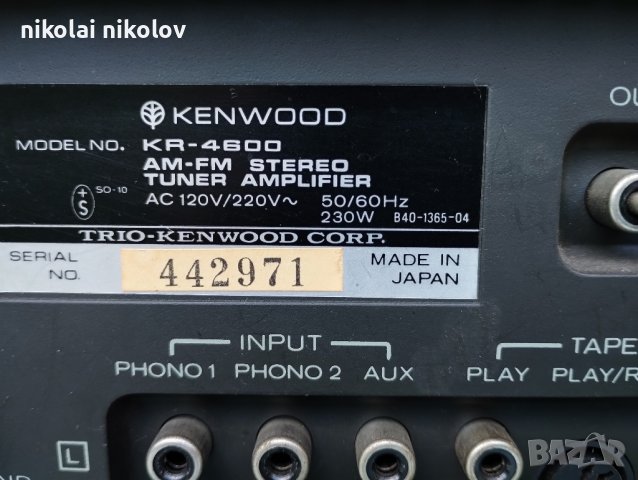 nikolai nikolov
KENWOOD
MODEL NO. KR-4600
AM-FM STEREO
TUNER AMPLIFIER
SO-10
+
S
AC 120V/220V~ 50/60Hz
230W B40-1365-04
TRIO-KENWOOD CORP.
SERIAL NO. 442971
MADE IN JAPAN
OU
INPUT
TAPE
PHONO 1 PHONO 2 AUX PLAY PLAY/R
L
ND
BAZAR